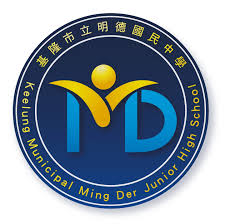 基隆市立明德國民中學
MD
Keelung Municipal Ming Der Junior High School